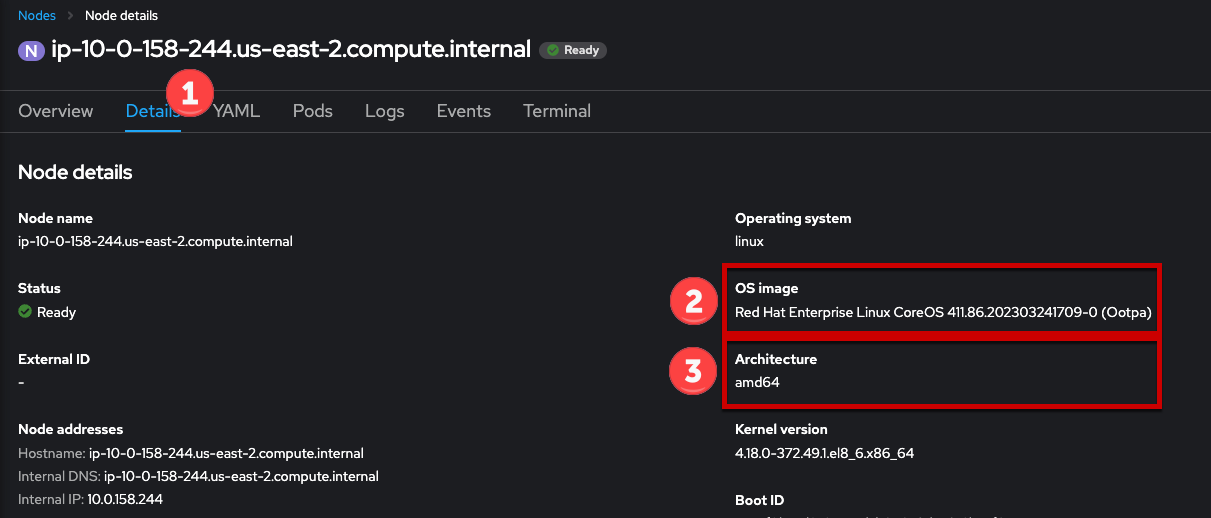 Nodes > Node details
N ip-10-0-158-244.us-east-2.compute.internal Ready
1
Overview Details YAML Pods Logs Events Terminal
Node details
Node name
ip-10-0-158-244.us-east-2.compute.internal
Status
Ready
External ID
-
Node addresses
Hostname: ip-10-0-158-244.us-east-2.compute.internal
Internal DNS: ip-10-0-158-244.us-east-2.compute.internal
Internal IP: 10.0.158.244
Operating system
linux
2
OS image
Red Hat Enterprise Linux CoreOS 411.86.202303241709-0 (Ootpa)
3
Architecture
amd64
Kernel version
4.18.0-372.49.1.el8_6.x86_64
Boot ID